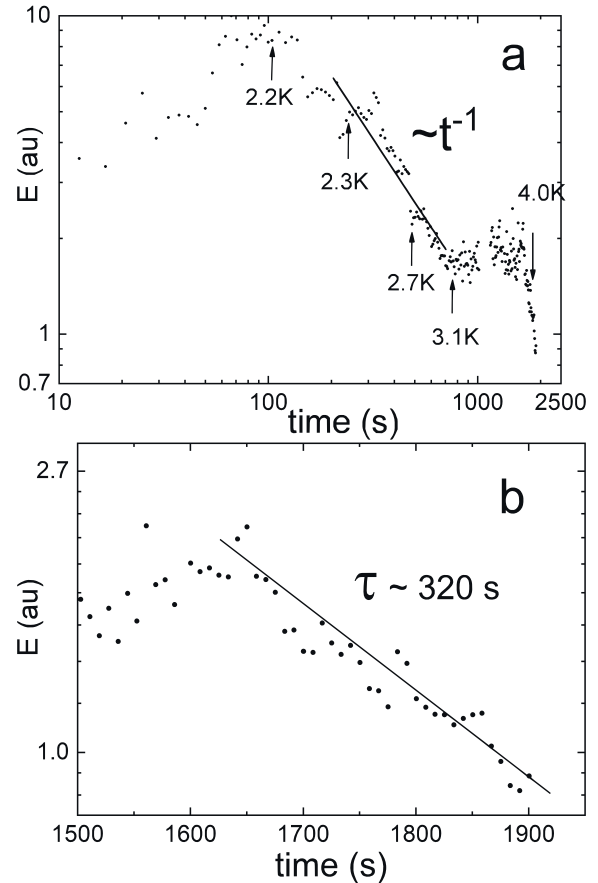 10
a
2.2K
~t-1
E (au)
2.3K
4.0K
2.7K
3.1K
1
0.7
10
100
1000
2500
time (s)
2.7
b
τ ~ 320 s
E (au)
1.0
1500
1600
1700
1800
1900
time (s)